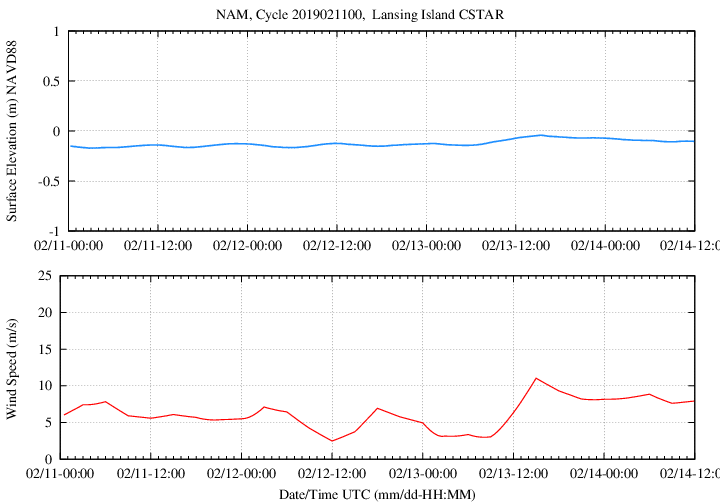 NAM, Cycle 2019021100,  Lansing Island CSTAR
Surface Elevation (m) NAVD88
1
0.5
0
-0.5
-1
02/11-00:00 02/11-12:00 02/12-00:00 02/12-12:00 02/13-00:00 02/13-12:00 02/14-00:00 02/14-12:0
Wind Speed (m/s)
25
20
15
10
5
0
02/11-00:00 02/11-12:00 02/12-00:00 02/12-12:00 02/13-00:00 02/13-12:00 02/14-00:00 02/14-12:0
Date/Time UTC (mm/dd-HH:MM)